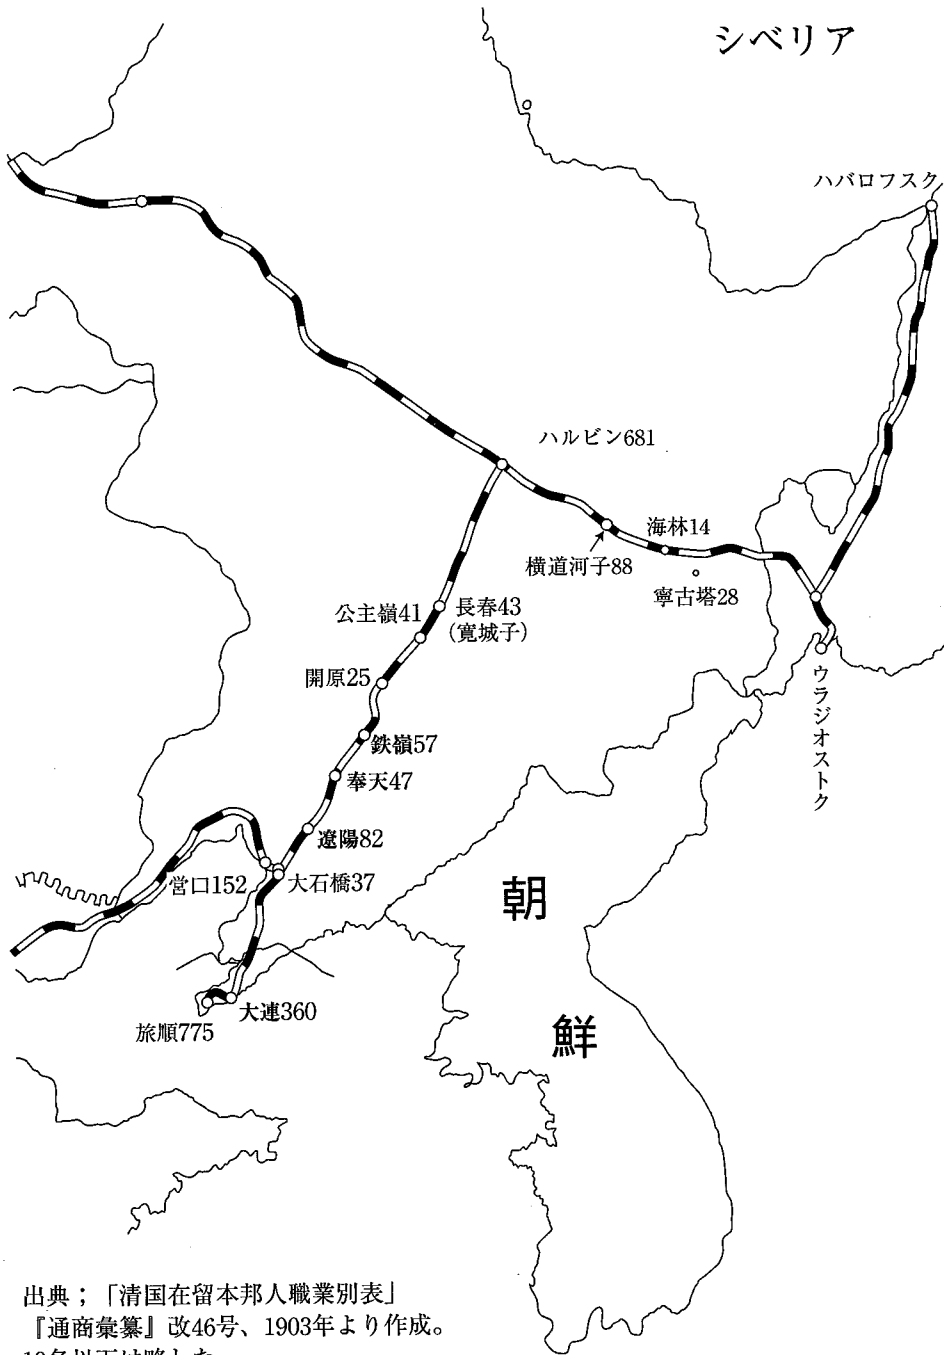 シベリア
ハバロフスク
ハルビン681
海林14
横道河子88
寧古塔28
公主嶺41
長春43
(寛城子)
開原25
ウラジオストク
鉄嶺57
奉天47
遼陽82
営口152
大石橋37
朝
鮮
大連360
旅順775
出典；「清国在留本邦人職業別表」
『通商彙纂』改46号、1903年より作成。